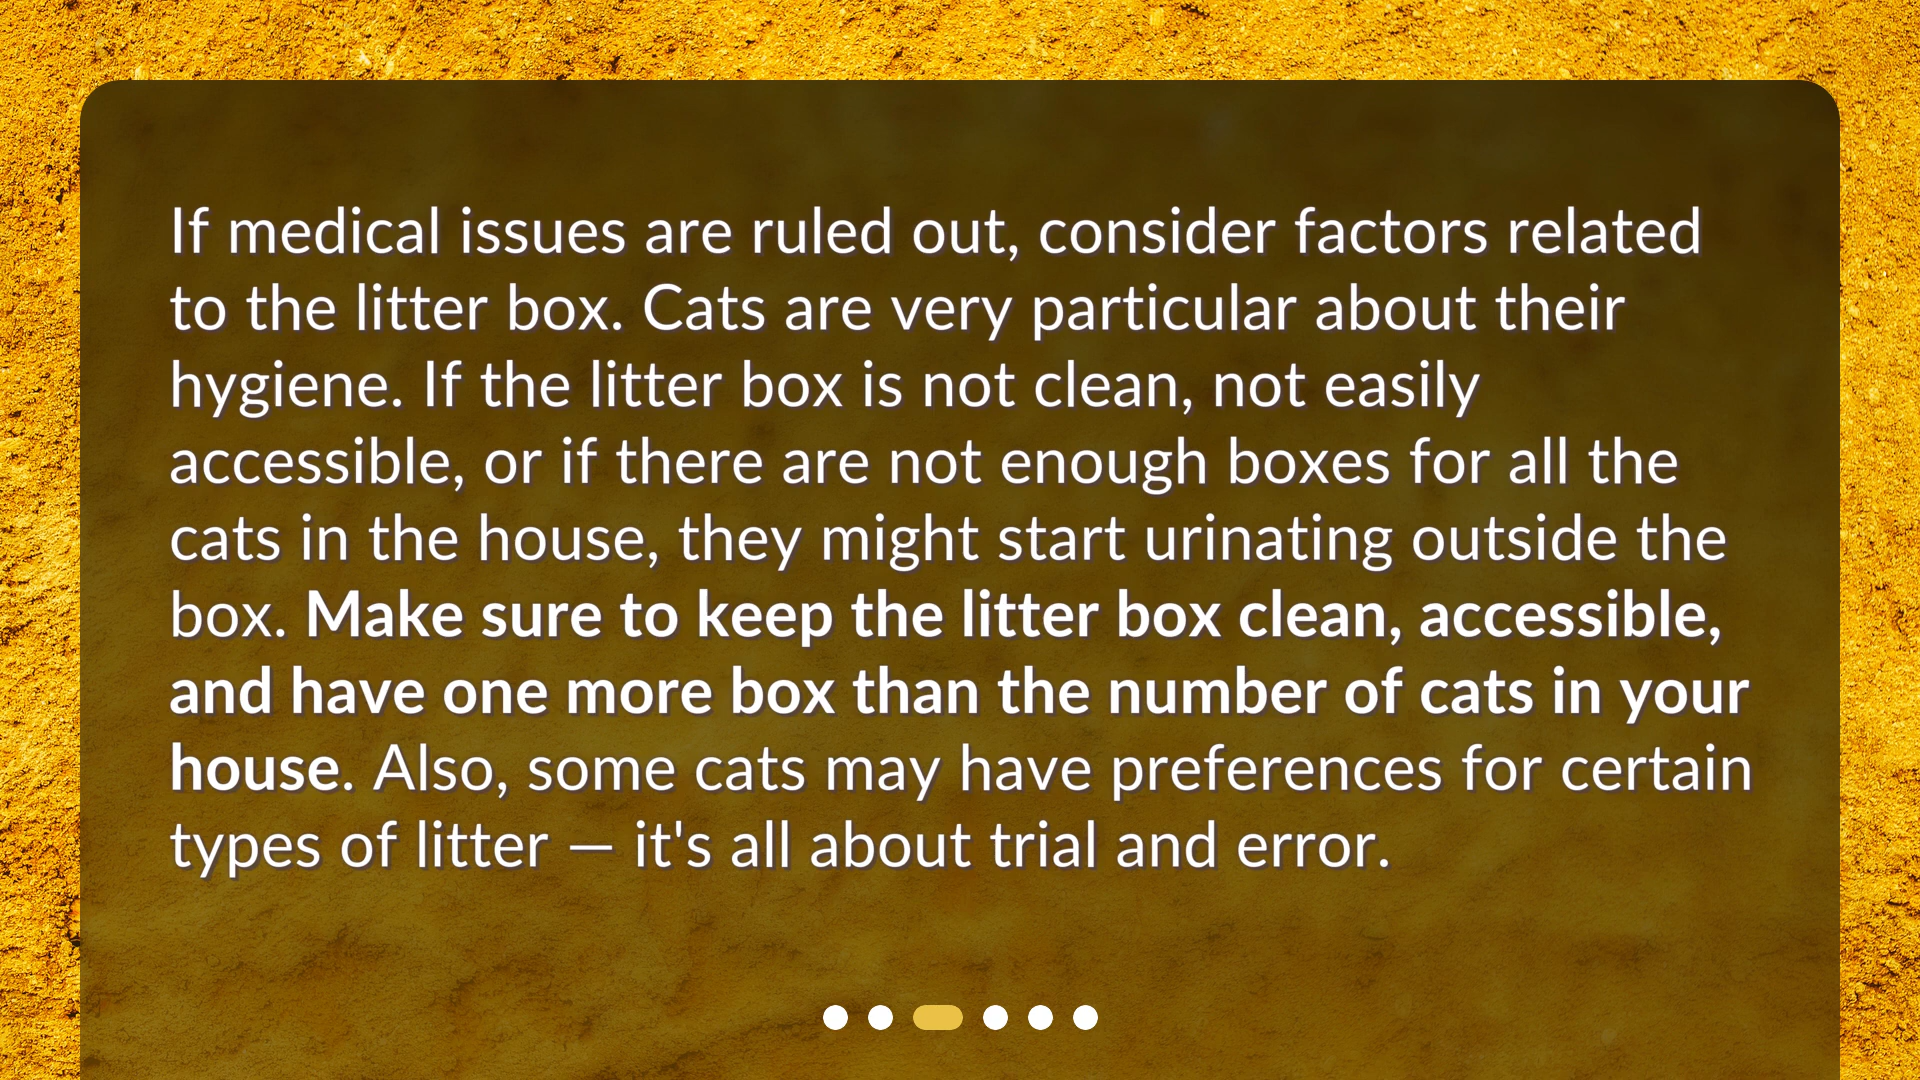 If medical issues are ruled out, consider factors related
to the litter box. Cats are very particular about their
hygiene. If the litter box is not clean, not easily
accessible, or if there are not enough boxes for all the
cats in the house, they might start urinating outside the
box. Make sure to keep the litter box clean, accessible,
and have one more box than the number of cats in your
house. Also, some cats may have preferences for certain
types of litter — it's all about trial and error.